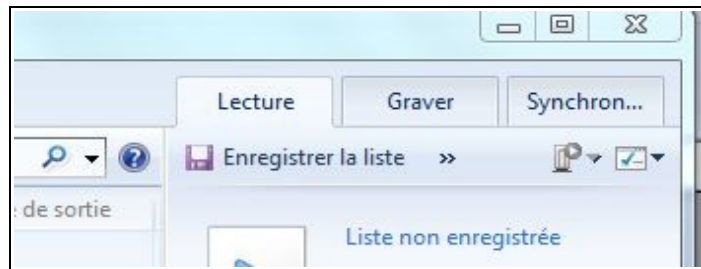 Lecture Graver Synchron...
Enregistrer la liste »
de sortie
Liste non enregistrée